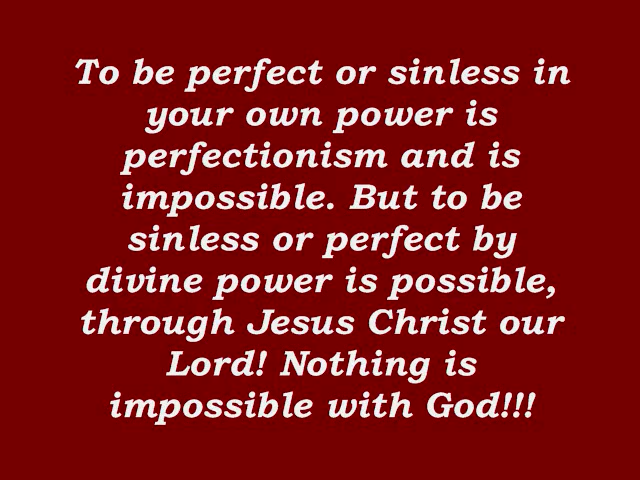 To be perfect or sinless in
your own power is
perfectionism and is
impossible. But to be
sinless or perfect by
divine power is possible,
through Jesus Christ our
Lord! Nothing is
impossible with God!!!